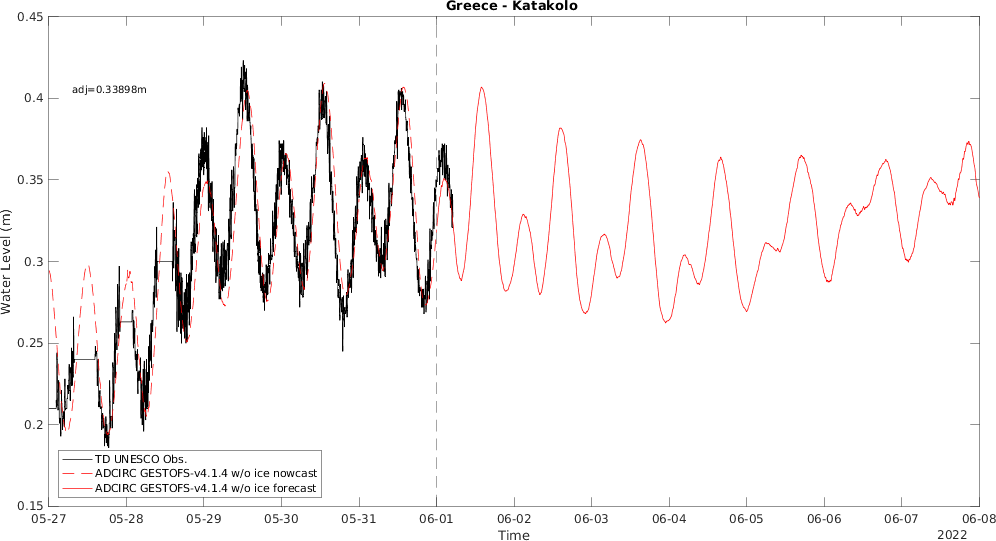 Greece - Katakolo
0.45
0.4
0.35
0.3
0.25
0.2
0.15
Water Level (m)
adj=0.33898m
TD UNESCO Obs.
ADCIRC GESTOFS-v4.1.4 w/o ice nowcast
ADCIRC GESTOFS-v4.1.4 w/o ice forecast
05-27 05-28 05-29 05-30 05-31 06-01 06-02 06-03 06-04 06-05 06-06 06-07 06-08
Time
2022